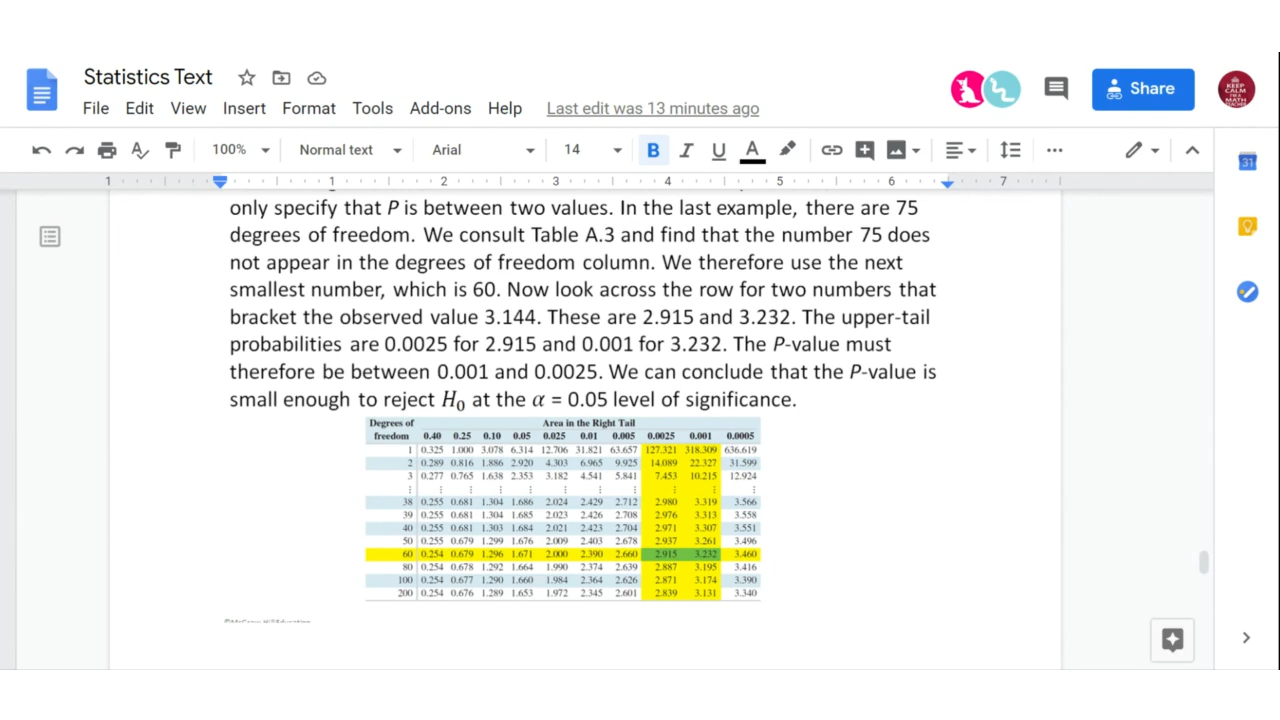 Statistics Text
File Edit View Insert Format Tools Add-ons Help Last edit was 13 minutes ago
Share
KEEP CALM I'M A MATH TEACHER
100% Normal text Arial 14 B I U A
31
1 1 2 3 4 5 6 7
only specify that P is between two values. In the last example, there are 75
degrees of freedom. We consult Table A.3 and find that the number 75 does
not appear in the degrees of freedom column. We therefore use the next
smallest number, which is 60. Now look across the row for two numbers that
bracket the observed value 3.144. These are 2.915 and 3.232. The upper-tail
probabilities are 0.0025 for 2.915 and 0.001 for 3.232. The P-value must
therefore be between 0.001 and 0.0025. We can conclude that the P-value is
small enough to reject H₀ at the α = 0.05 level of significance.
Degrees of Area in the Right Tail
freedom 0.40 0.25 0.10 0.05 0.025 0.01 0.005 0.0025 0.001 0.0005
1 0.325 1.000 3.078 6.314 12.706 31.821 63.657 127.321 318.309 636.619
2 0.289 0.816 1.886 2.920 4.303 6.965 9.925 14.089 22.327 31.599
3 0.277 0.765 1.638 2.353 3.182 4.541 5.841 7.453 10.215 12.924
⋮ ⋮ ⋮ ⋮ ⋮ ⋮ ⋮ ⋮ ⋮ ⋮ ⋮
38 0.255 0.681 1.304 1.686 2.024 2.429 2.712 2.980 3.319 3.566
39 0.255 0.681 1.304 1.685 2.023 2.426 2.708 2.976 3.313 3.558
40 0.255 0.681 1.303 1.684 2.021 2.423 2.704 2.971 3.307 3.551
50 0.255 0.679 1.299 1.676 2.009 2.403 2.678 2.937 3.261 3.496
60 0.254 0.679 1.296 1.671 2.000 2.390 2.660 2.915 3.232 3.460
80 0.254 0.678 1.292 1.664 1.990 2.374 2.639 2.887 3.195 3.416
100 0.254 0.677 1.290 1.660 1.984 2.364 2.626 2.871 3.174 3.390
200 0.254 0.676 1.289 1.653 1.972 2.345 2.601 2.839 3.131 3.340